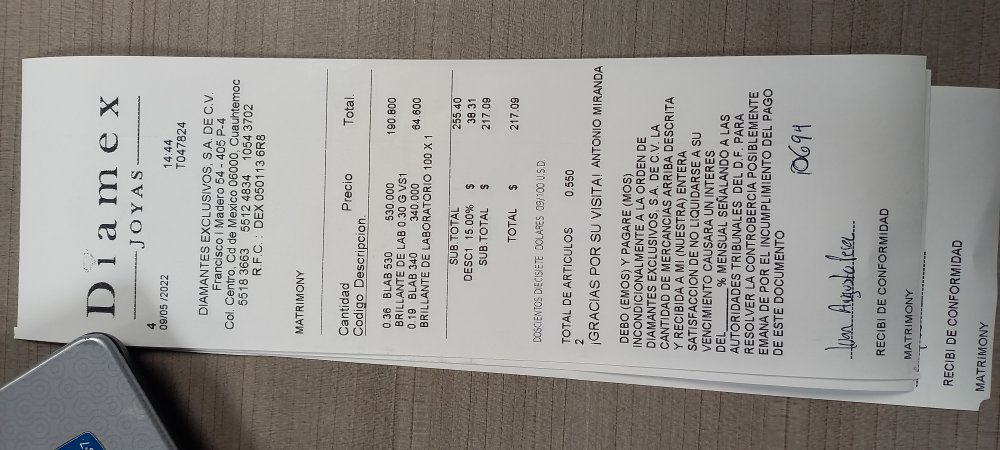 Diamex
JOYAS
4
09/05 /2022 14:44
T047824
DIAMANTES EXCLUSIVOS, S.A. DE C.V.
Francisco I Madero 54 - 405 P-4
Col. Centro, Cd de Mexico 06000, Cuauhtemoc
5518 3663 5512 4834 1054 3702
R.F.C. : DEX 050113 6R8
MATRIMONY
Cantidad Precio Total.
Codigo Descripcion.
0.36 BLAB 530 530.000 190.800
BRILLANTE DE LAB 0.30 G VS1
0.19 BLAB 340 340.000 64.600
BRILLANTE DE LABORATORIO 100 X 1
SUB.TOTAL 255.40
DESC1 15.00% $ 38.31
SUB.TOTAL $ 217.09
TOTAL $ 217.09
DOSCIENTOS DIECISIETE DOLARES 09/100 U.S.D.
TOTAL DE ARTICULOS 0.550
2
¡GRACIAS POR SU VISITA! ANTONIO MIRANDA
DEBO (EMOS) Y PAGARE (MOS)
INCONDICIONALMENTE A LA ORDEN DE
DIAMANTES EXCLUSIVOS, S.A. DE C.V. LA
CANTIDAD DE MERCANCIAS ARRIBA DESCRITA
Y RECIBIDA A MI (NUESTRA) ENTERA
SATISFACCION DE NO LIQUIDARSE A SU
VENCIMIENTO CAUSARA UN INTERES
DEL ______ % MENSUAL SEÑALANDO A LAS
AUTORIDADES TRIBUNALES DEL D.F. PARA
RESOLVER LA CONTROBERCIA POSIBLEMENTE
EMANA DE POR EL INCUMPLIMIENTO DEL PAGO
DE ESTE DOCUMENTO
RECIBI DE CONFORMIDAD
MATRIMONY
RECIBI DE CONFORMIDAD
MATRIMONY